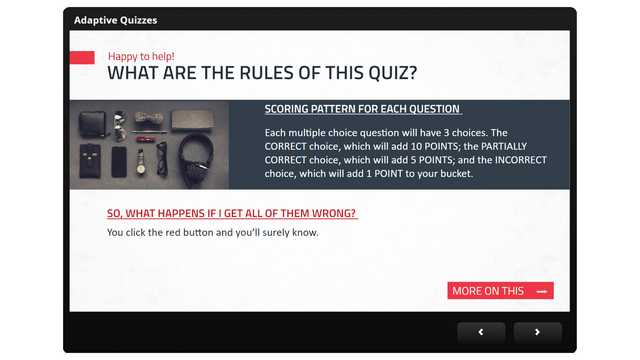 Adaptive Quizzes
Happy to help!
WHAT ARE THE RULES OF THIS QUIZ?
SCORING PATTERN FOR EACH QUESTION
Each multiple choice question will have 3 choices. The
CORRECT choice, which will add 10 POINTS; the PARTIALLY
CORRECT choice, which will add 5 POINTS; and the INCORRECT
choice, which will add 1 POINT to your bucket.
SO, WHAT HAPPENS IF I GET ALL OF THEM WRONG?
You click the red button and you'll surely know.
MORE ON THIS